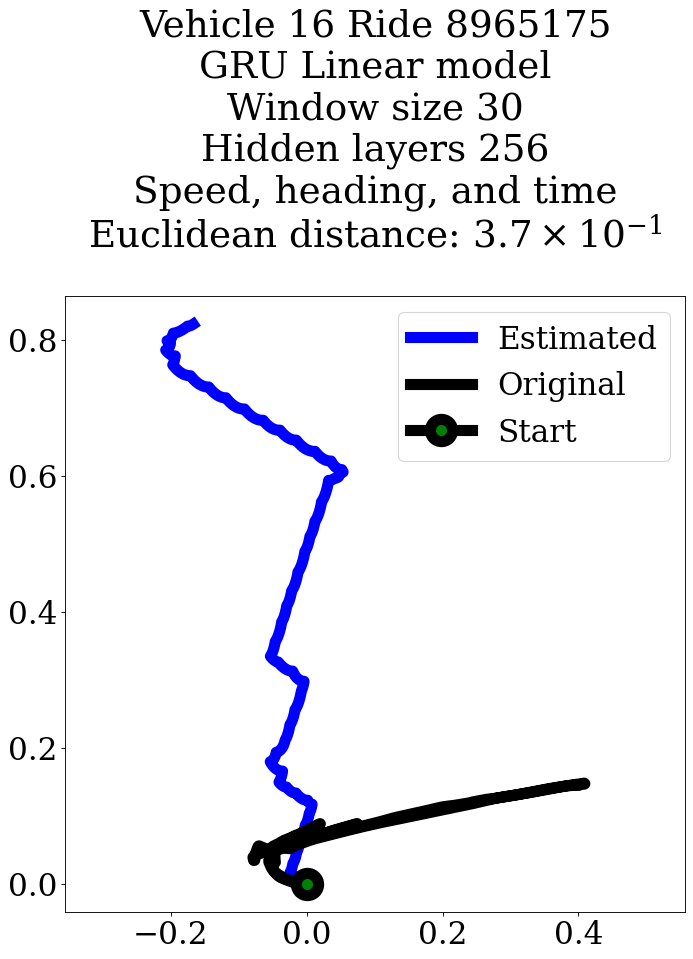 Vehicle 16 Ride 8965175
GRU Linear model
Window size 30
Hidden layers 256
Speed, heading, and time
Euclidean distance: 3.7 × 10⁻¹
Estimated
Original
Start
0.8
0.6
0.4
0.2
0.0
−0.2 0.0 0.2 0.4